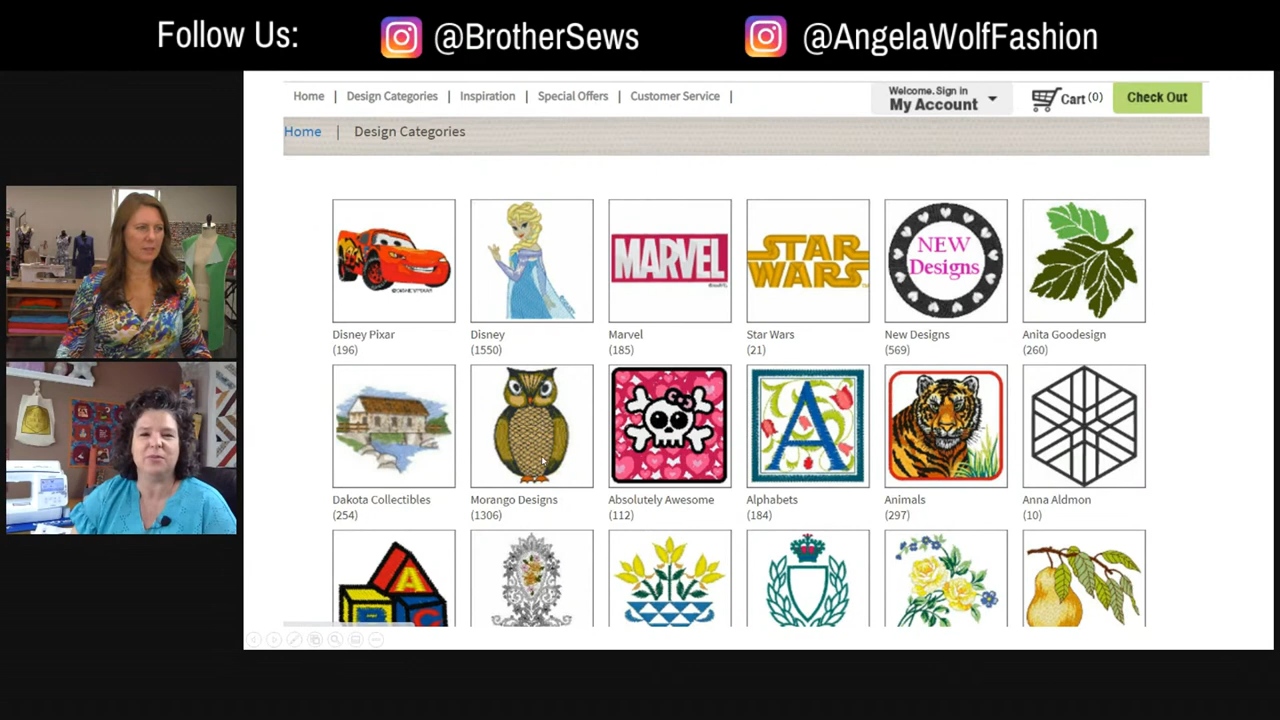 Follow Us: @BrotherSews @AngelaWolfFashion
Home | Design Categories | Inspiration | Special Offers | Customer Service |
Welcome. Sign in
My Account
Cart (0)
Check Out
Home | Design Categories
MARVEL
STAR
WARS
NEW
Designs
Disney Pixar
(196)
Disney
(1550)
Marvel
(185)
Star Wars
(21)
New Designs
(569)
Anita Goodesign
(260)
A
Dakota Collectibles
(254)
Morango Designs
(1306)
Absolutely Awesome
(112)
Alphabets
(184)
Animals
(297)
Anna Aldmon
(10)
A